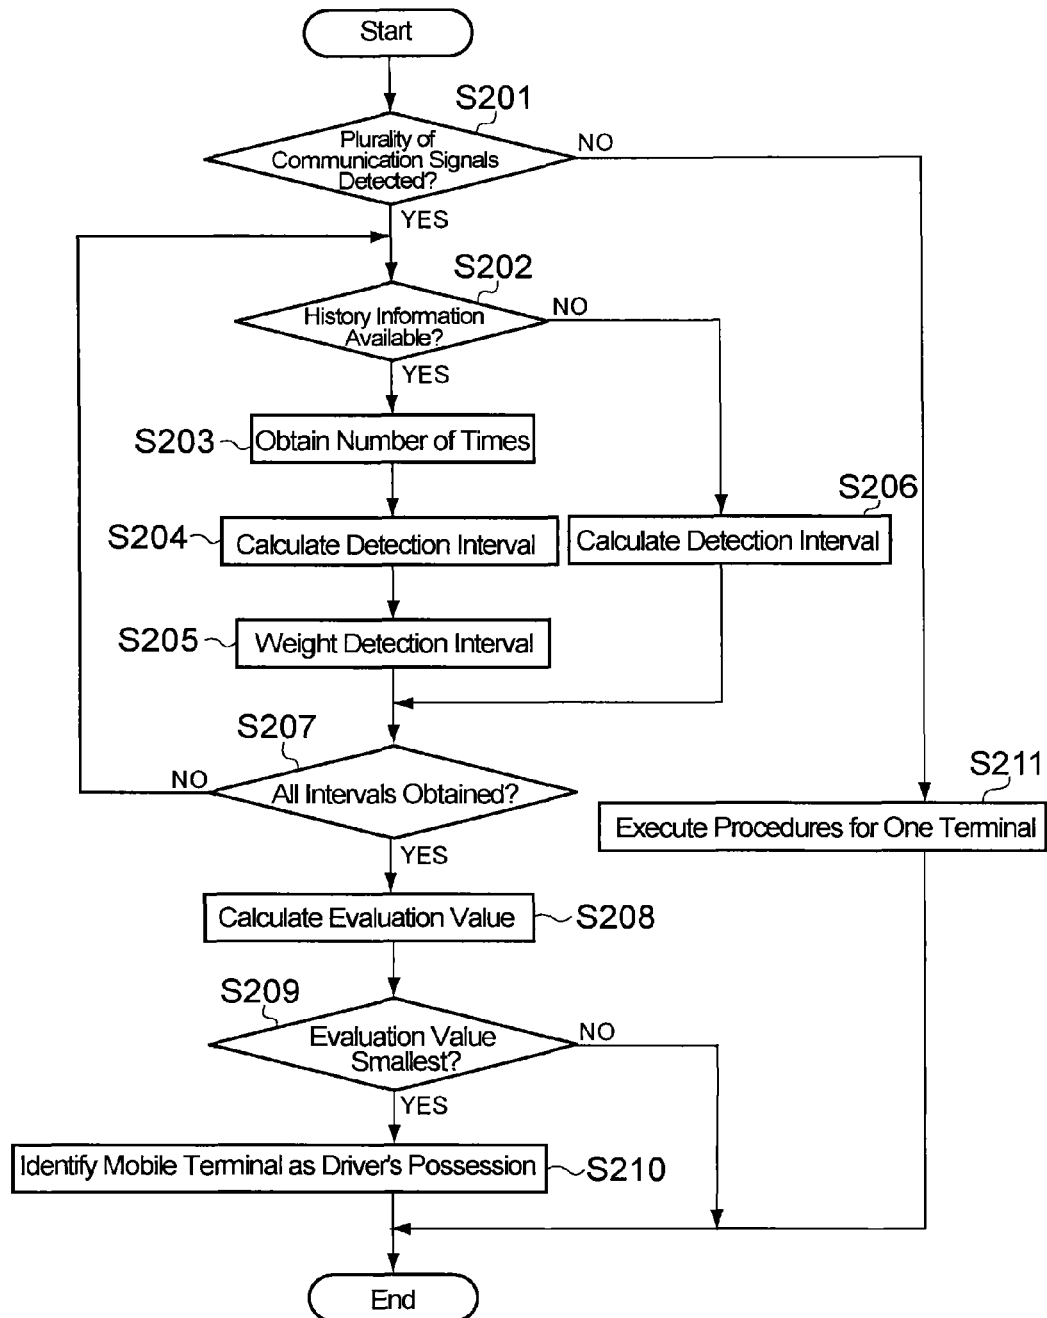 Start
S201
Plurality of
Communication Signals
Detected?
NO
YES
S202
History Information
Available?
NO
YES
S203
Obtain Number of Times
S206
S204
Calculate Detection Interval
Calculate Detection Interval
S205
Weight Detection Interval
S207
NO
All Intervals Obtained?
S211
Execute Procedures for One Terminal
YES
Calculate Evaluation Value
S208
S209
Evaluation Value
Smallest?
NO
YES
Identify Mobile Terminal as Driver's Possession
S210
End